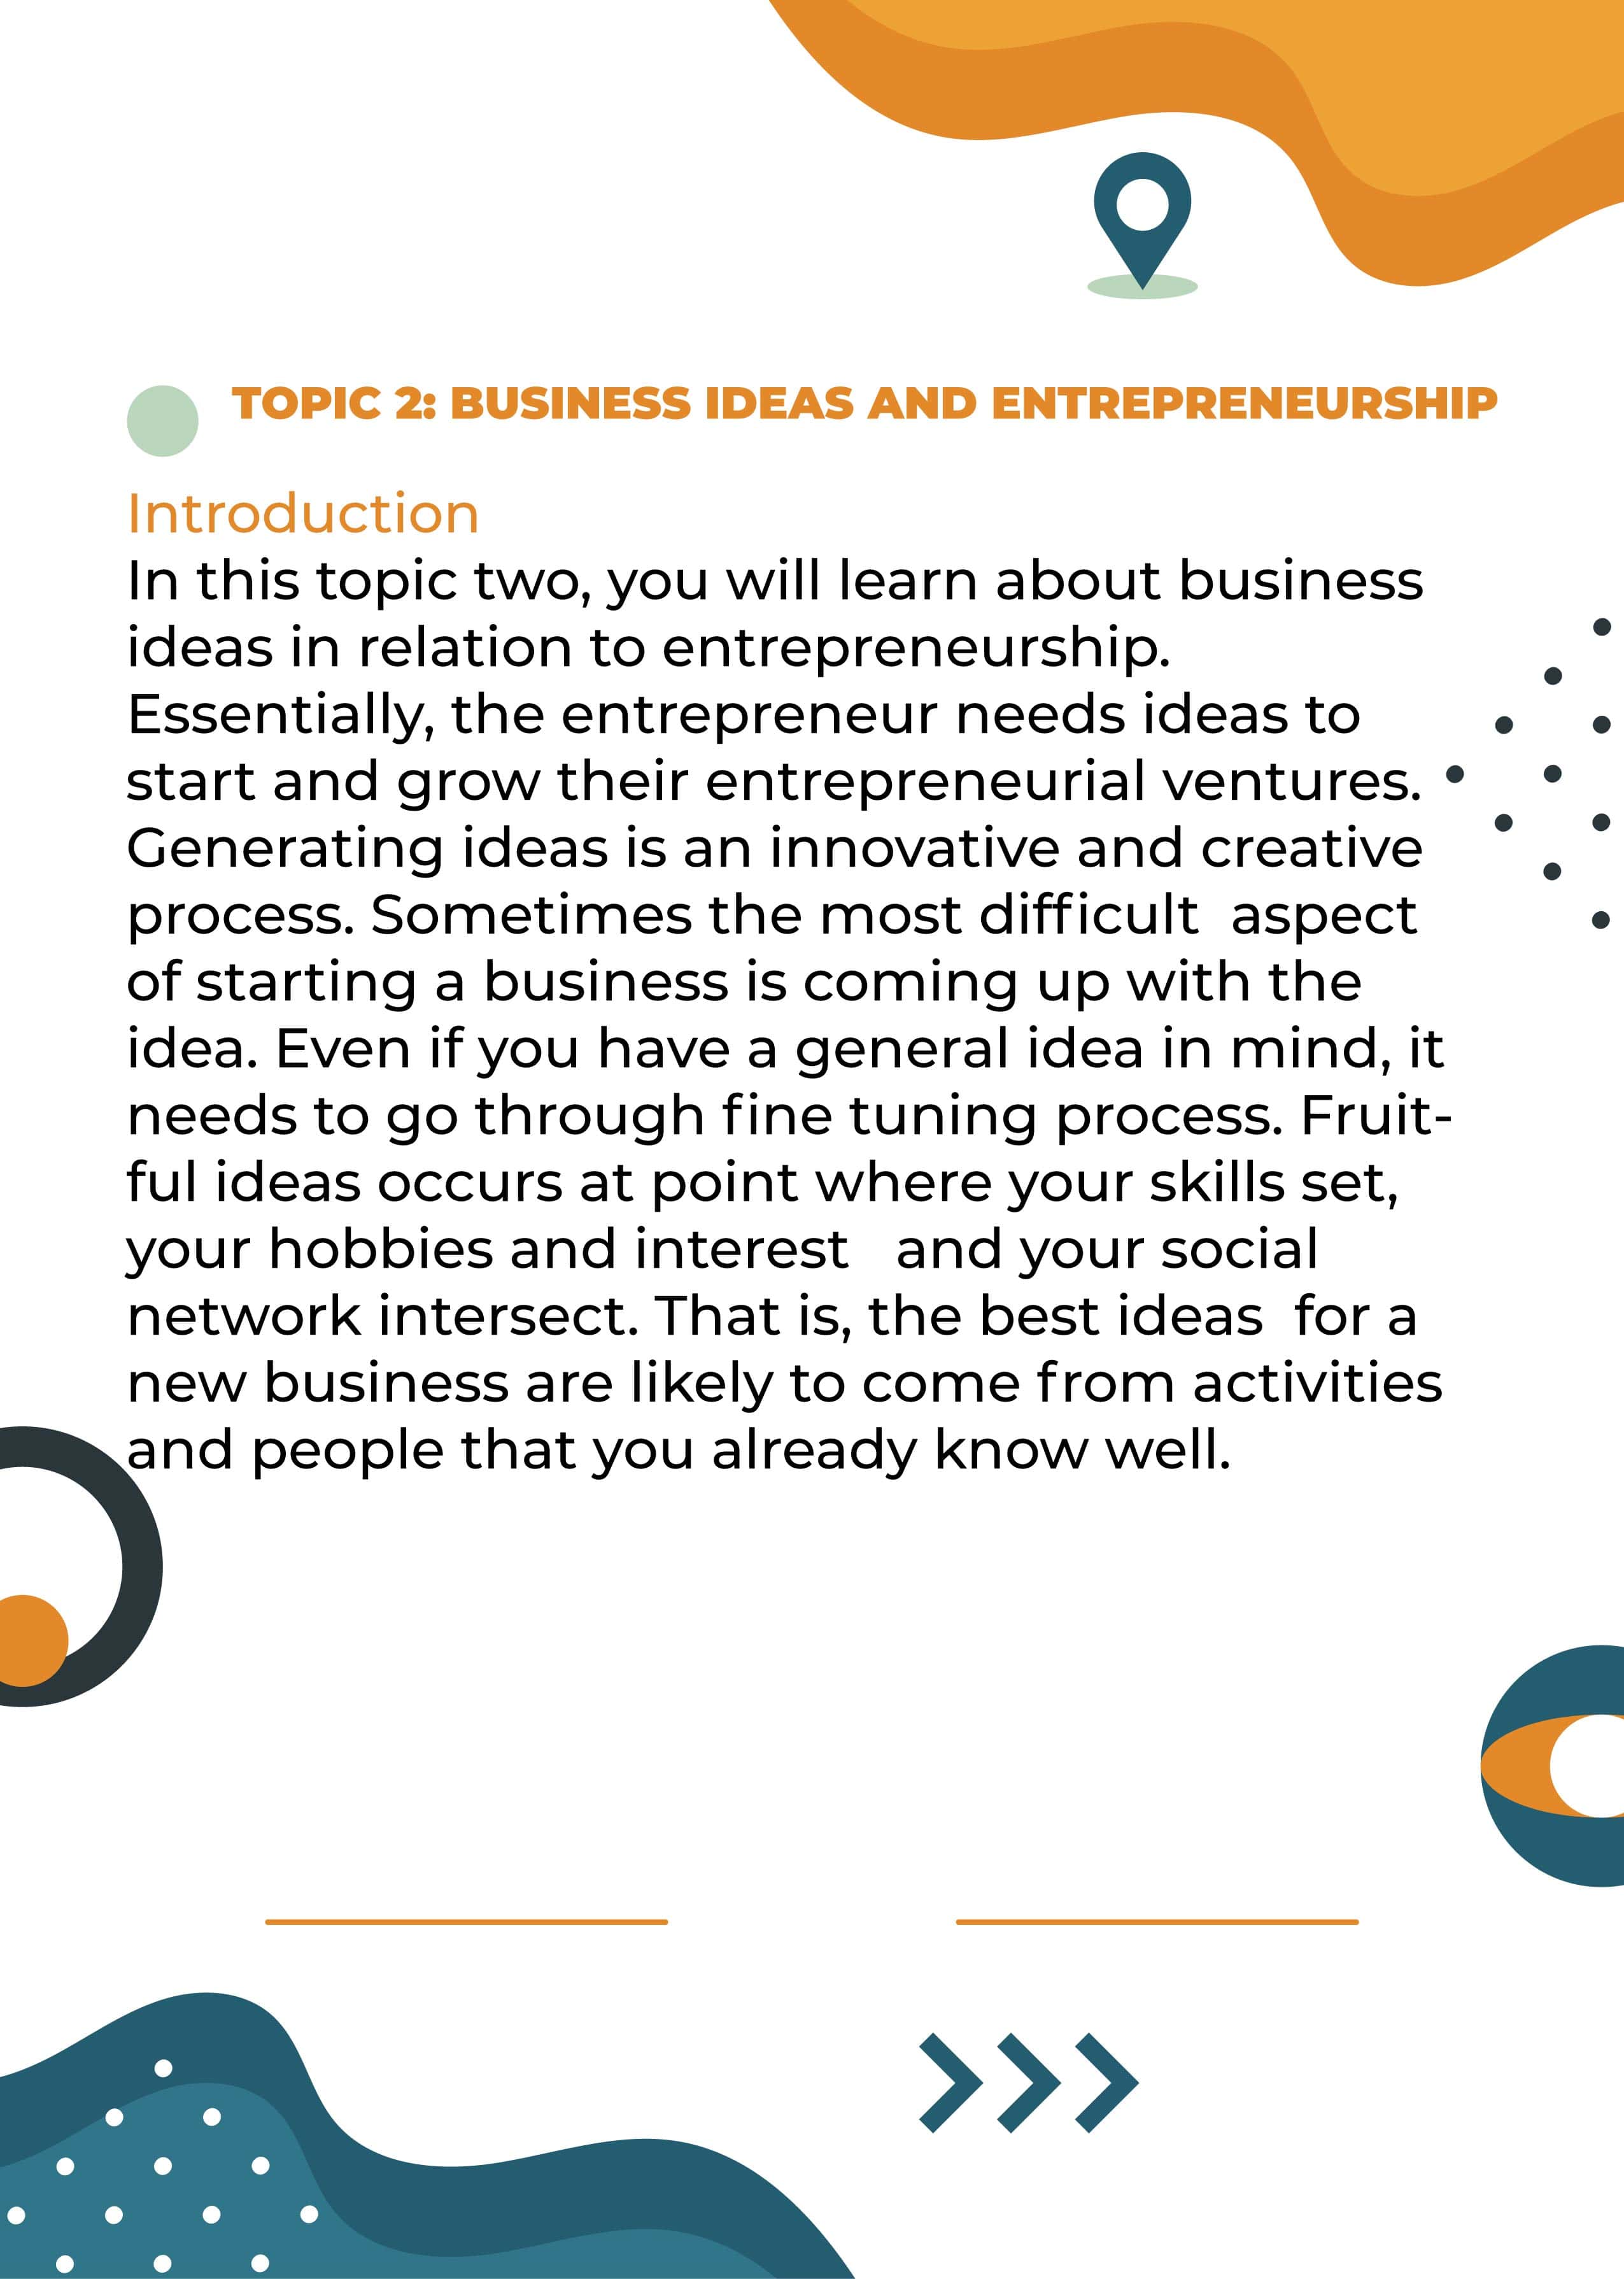 TOPIC 2: BUSINESS IDEAS AND ENTREPRENEURSHIP
Introduction
In this topic two, you will learn about business
ideas in relation to entrepreneurship.
Essentially, the entrepreneur needs ideas to
start and grow their entrepreneurial ventures.
Generating ideas is an innovative and creative
process. Sometimes the most difficult  aspect
of starting a business is coming up with the
idea. Even if you have a general idea in mind, it
needs to go through fine tuning process. Fruit-
ful ideas occurs at point where your skills set,
your hobbies and interest   and your social
network intersect. That is, the best ideas  for a
new business are likely to come from activities
and people that you already know well.